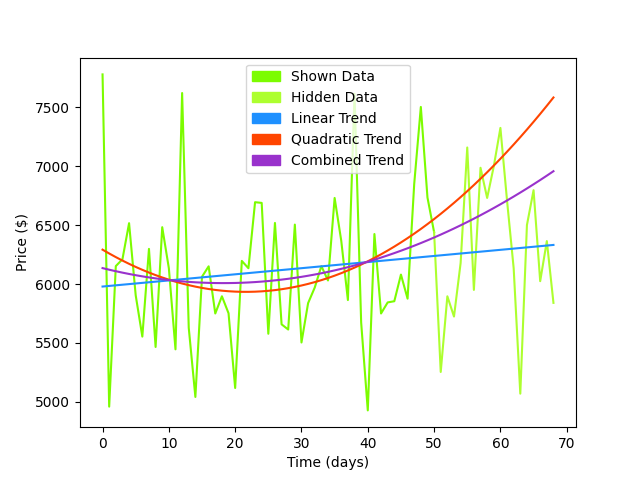 Shown Data
Hidden Data
Linear Trend
Quadratic Trend
Combined Trend
7500
7000
6500
6000
5500
5000
Price ($)
0 10 20 30 40 50 60 70
Time (days)